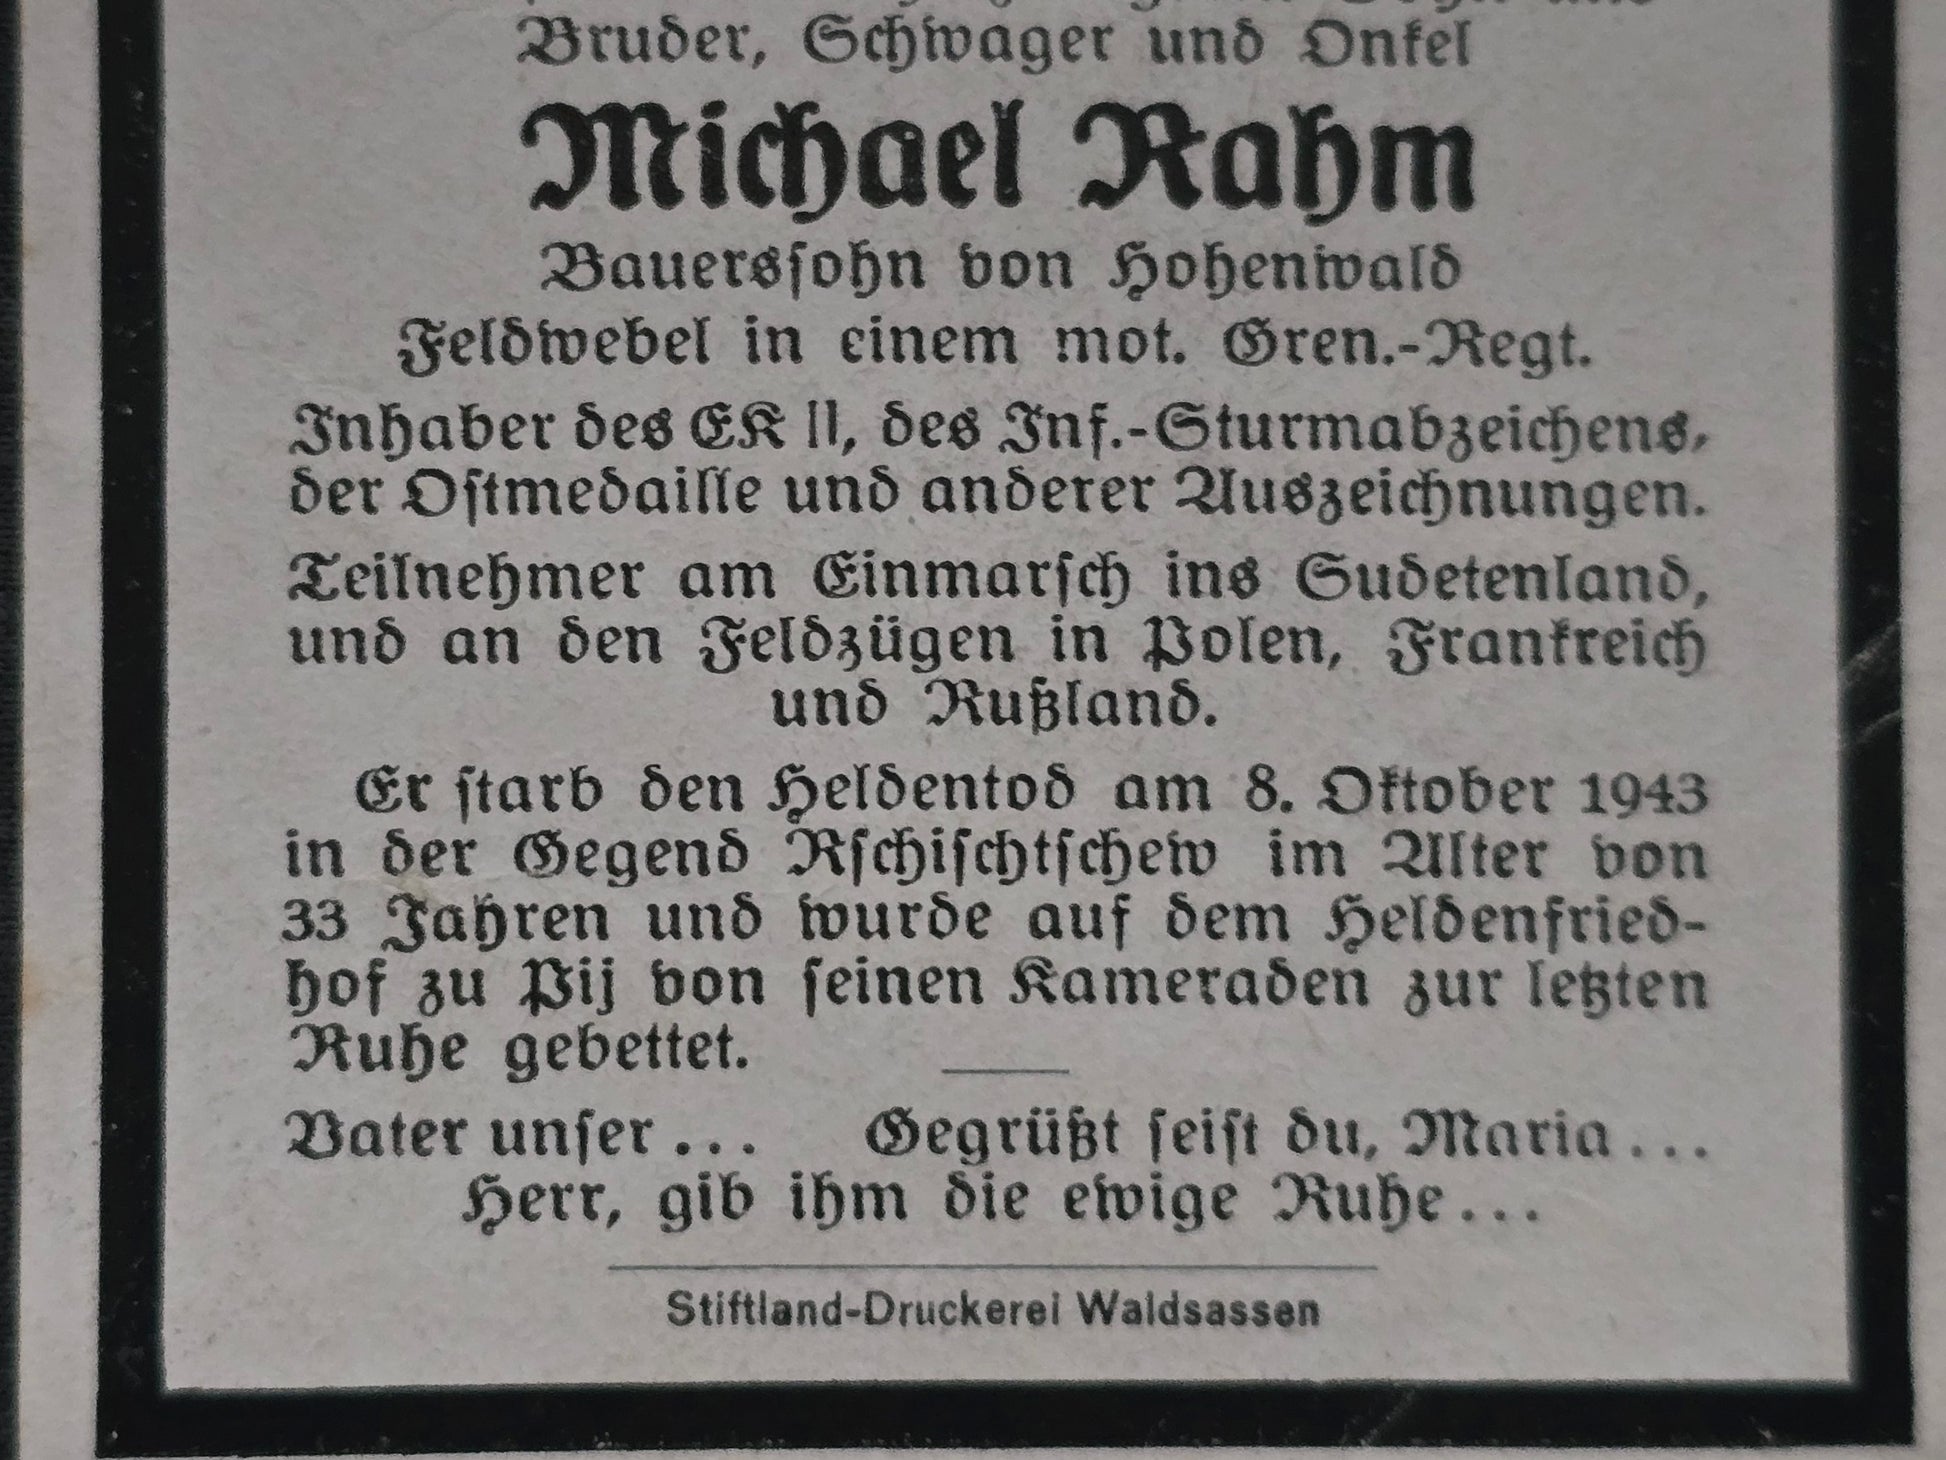 Bruder, Schwager und Onkel
Michael Rahm
Bauerssohn von Hohenwald
Feldwebel in einem mot. Gren.-Regt.
Inhaber des EK II, des Inf.-Sturmabzeichens,
der Ostmedaille und anderer Auszeichnungen.
Teilnehmer am Einmarsch ins Sudetenland,
und an den Feldzügen in Polen, Frankreich
und Rußland.
Er starb den Heldentod am 8. Oktober 1943
in der Gegend Rschischtschew im Alter von
33 Jahren und wurde auf dem Heldenfried-
hof zu Pij von seinen Kameraden zur letzten
Ruhe gebettet.
Vater unser... Gegrüßt seist du, Maria...
Herr, gib ihm die ewige Ruhe...
Stiftland-Druckerei Waldsassen